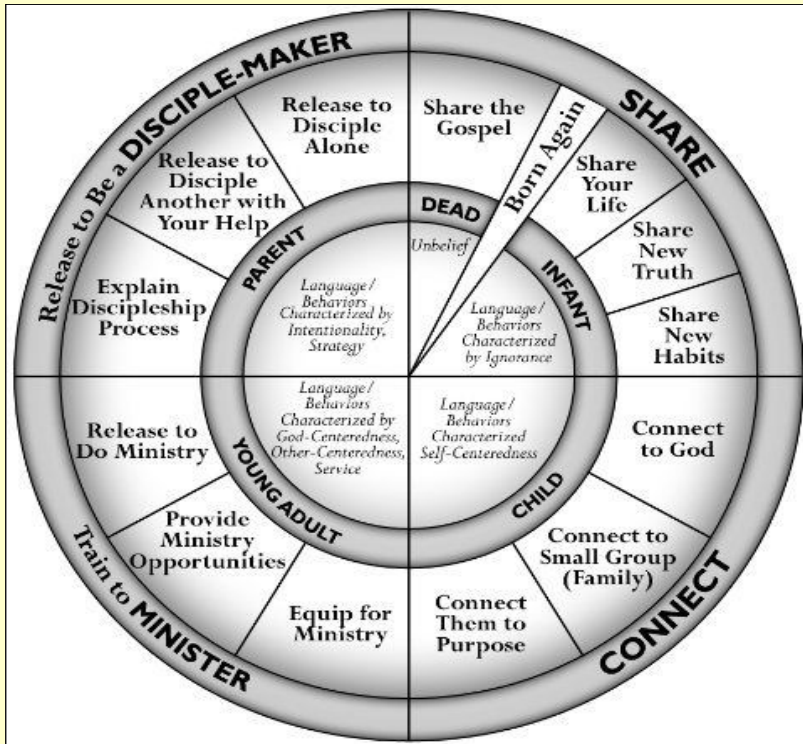 SHARE
Share the
Gospel
Born Again
Share
Your
Life
Share
New
Truth
Share
New
Habits
DEAD
Unbelief
INFANT
Language/
Behaviors
Characterized
by Ignorance
CONNECT
Connect
to God
Connect to
Small Group
(Family)
Connect
Them to
Purpose
CHILD
Language/
Behaviors
Characterized
Self-Centeredness
Train to MINISTER
Equip for
Ministry
Provide
Ministry
Opportunities
Release to
Do Ministry
YOUNG ADULT
Language/
Behaviors
Characterized by
God-Centeredness,
Other-Centeredness,
Service
Release to Be a DISCIPLE-MAKER
Explain
Discipleship
Process
Release to
Disciple
Another with
Your Help
Release to
Disciple
Alone
PARENT
Language/
Behaviors
Characterized by
Intentionality,
Strategy